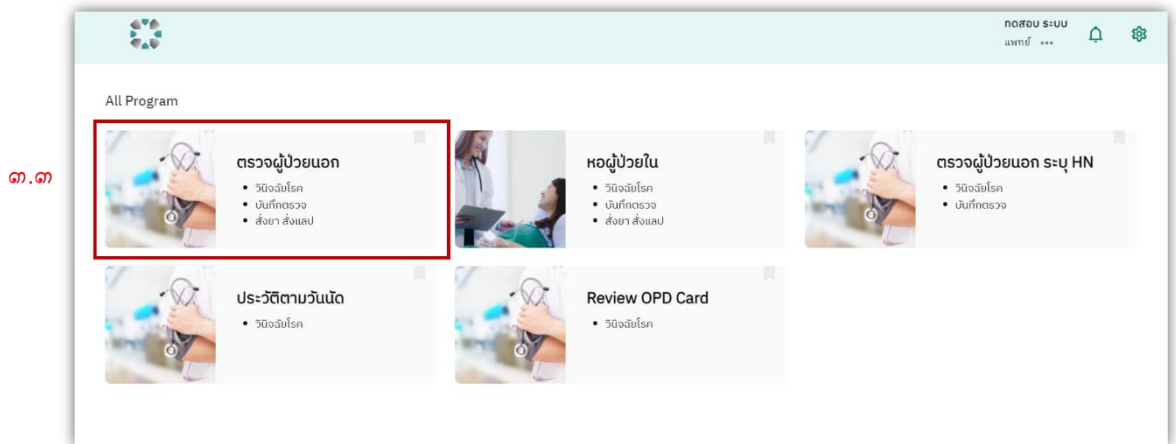 ทดสอบ ระบบ
แพทย์ •••
All Program
๓.๓
ตรวจผู้ป่วยนอก
• วินิจฉัยโรค
• บันทึกตรวจ
• สั่งยา สั่งแลป
หอผู้ป่วยใน
• วินิจฉัยโรค
• บันทึกตรวจ
• สั่งยา สั่งแลป
ตรวจผู้ป่วยนอก ระบุ HN
• วินิจฉัยโรค
• บันทึกตรวจ
ประวัติตามวันนัด
• วินิจฉัยโรค
Review OPD Card
• วินิจฉัยโรค